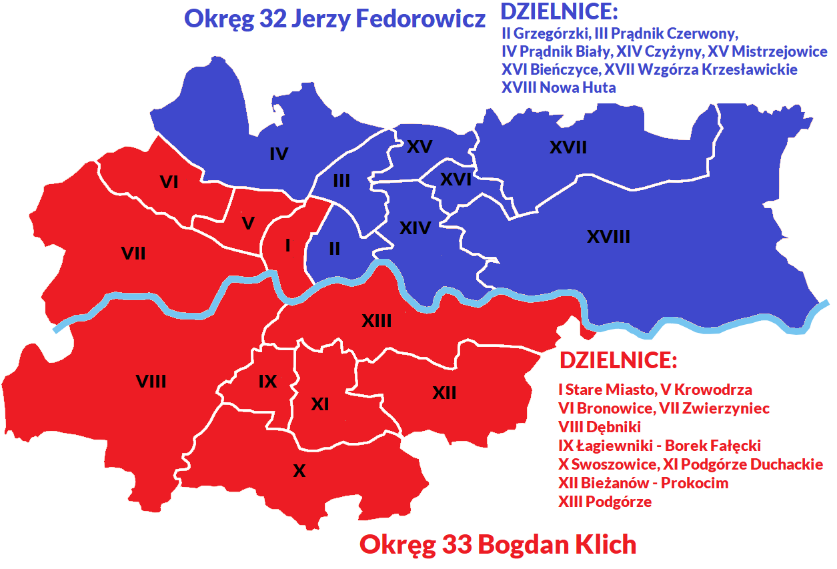 Okręg 32 Jerzy Fedorowicz
DZIELNICE:
II Grzegórzki, III Prądnik Czerwony,
IV Prądnik Biały, XIV Czyżyny, XV Mistrzejowice
XVI Bieńczyce, XVII Wzgórza Krzesławickie
XVIII Nowa Huta
IV
XV
XVII
III
XVI
VI
V
XIV
XVIII
I
II
VII
XIII
VIII
IX
XI
XII
X
DZIELNICE:
I Stare Miasto, V Krowodrza
VI Bronowice, VII Zwierzyniec
VIII Dębniki
IX Łagiewniki - Borek Fałęcki
X Swoszowice, XI Podgórze Duchackie
XII Bieżanów - Prokocim
XIII Podgórze
Okręg 33 Bogdan Klich